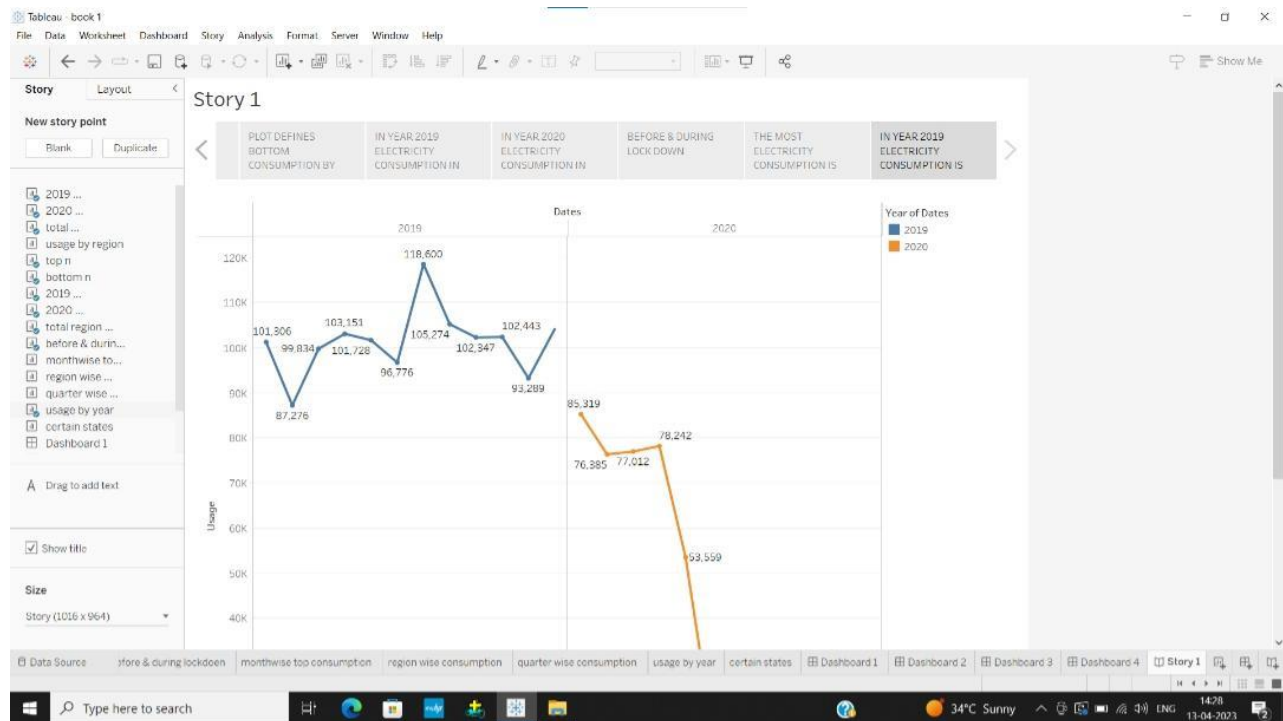 Tableau - book 1
File Data Worksheet Dashboard Story Analysis Format Server Window Help
Show Me
Story Layout
Story 1
New story point
Blank Duplicate
PLOT DEFINES
BOTTOM
CONSUMPTION BY
IN YEAR 2019
ELECTRICITY
CONSUMPTION IN
IN YEAR 2020
ELECTRICITY
CONSUMPTION IN
BEFORE & DURING
LOCK DOWN
THE MOST
ELECTRICITY
CONSUMPTION IS
IN YEAR 2019
ELECTRICITY
CONSUMPTION IS
2019 ...
2020 ...
total ...
usage by region
top n
bottom n
2019 ...
2020 ...
total region ...
before & durin...
monthwise to...
region wise ...
quarter wise ...
usage by year
certain states
Dashboard 1
A Drag to add text
Show title
Size
Story (1016 x 964)
Dates
2019 2020
Year of Dates
2019
2020
Usage
120K
110K
100K
90K
80K
70K
60K
50K
40K
101,306
87,276
99,834
103,151
101,728
96,776
118,600
105,274
102,347
102,443
93,289
85,319
76,385
77,012
78,242
53,559
Data Source
fore & during lockdoen
monthwise top consumption
region wise consumption
quarter wise consumption
usage by year
certain states
Dashboard 1
Dashboard 2
Dashboard 3
Dashboard 4
Story 1
Type here to search
34°C Sunny
ENG
14:28
13-04-2023